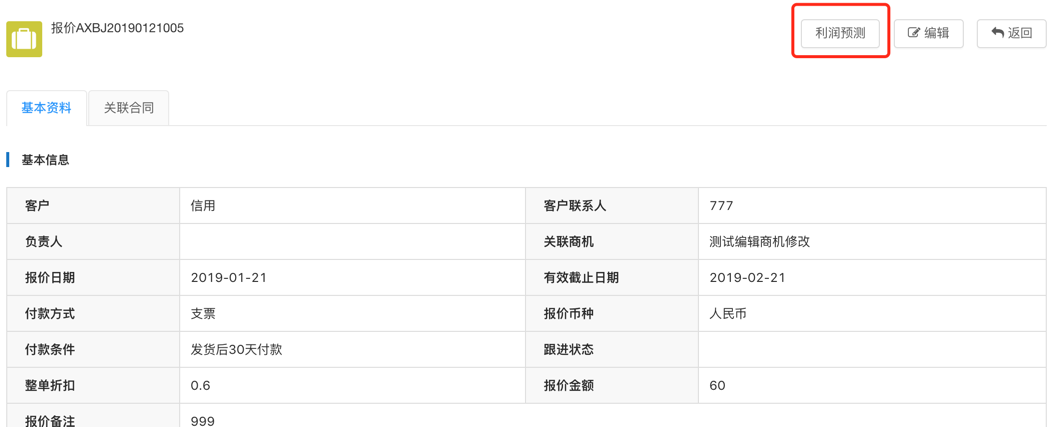 报价AXBJ20190121005
利润预测 编辑 返回
基本资料 关联合同
基本信息
客户 信用 客户联系人 777
负责人 关联商机 测试编辑商机修改
报价日期 2019-01-21 有效截止日期 2019-02-21
付款方式 支票 报价币种 人民币
付款条件 发货后30天付款 跟进状态
整单折扣 0.6 报价金额 60
报价备注 999